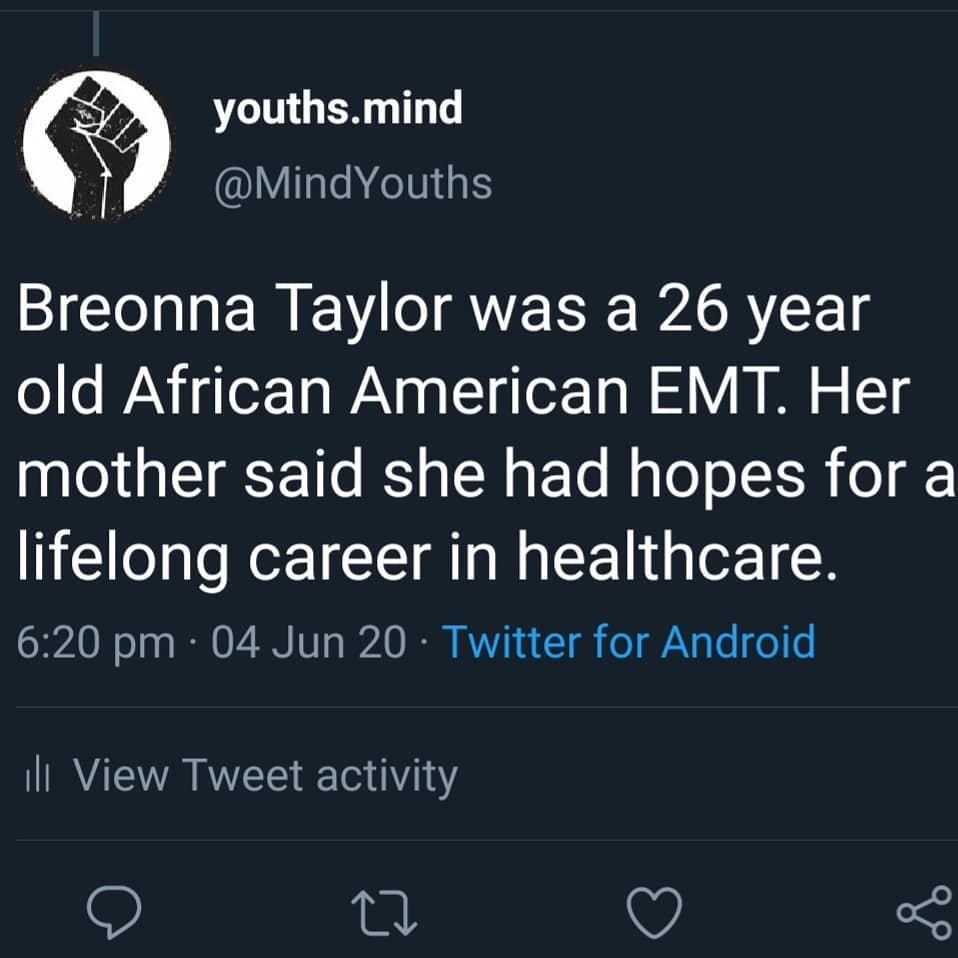 youths.mind
@MindYouths
Breonna Taylor was a 26 year
old African American EMT. Her
mother said she had hopes for a
lifelong career in healthcare.
6:20 pm · 04 Jun 20 · Twitter for Android
View Tweet activity